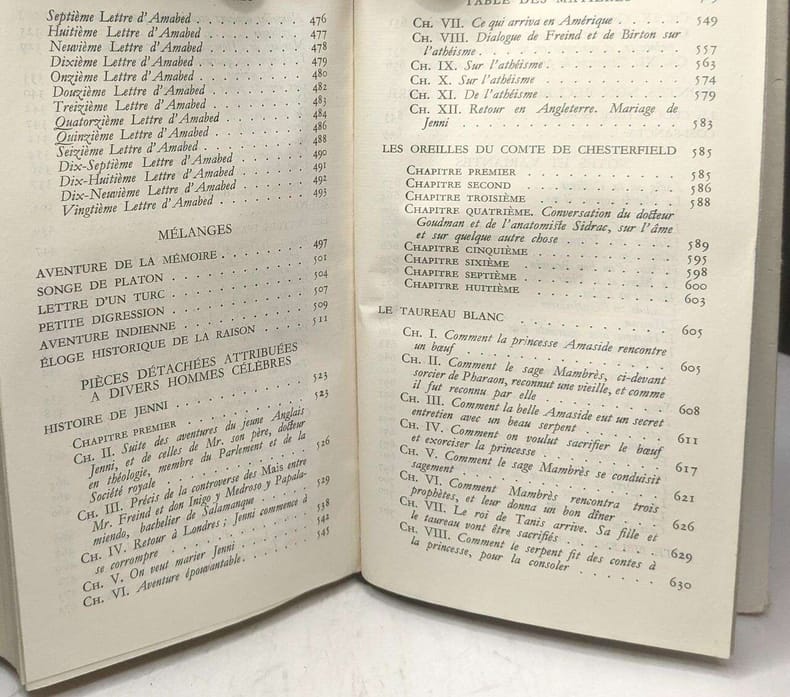 Septième Lettre d'Amabed . . . . . . . . 476
Huitième Lettre d'Amabed . . . . . . . . 477
Neuvième Lettre d'Amabed . . . . . . . . 478
Dixième Lettre d'Amabed . . . . . . . . 479
Onzième Lettre d'Amabed . . . . . . . . 480
Douzième Lettre d'Amabed . . . . . . . . 482
Treizième Lettre d'Amabed . . . . . . . . 483
Quatorzième Lettre d'Amabed . . . . . . . . 484
Quinzième Lettre d'Amabed . . . . . . . . 486
Seizième Lettre d'Amabed . . . . . . . . 488
Dix-Septième Lettre d'Amabed . . . . . . . . 490
Dix-Huitième Lettre d'Amabed . . . . . . . . 491
Dix-Neuvième Lettre d'Amabed . . . . . . . . 492
Vingtième Lettre d'Amabed . . . . . . . . 493
MÉLANGES
AVENTURE DE LA MÉMOIRE . . . . . . . . 497
SONGE DE PLATON . . . . . . . . 501
LETTRE D'UN TURC . . . . . . . . 504
PETITE DIGRESSION . . . . . . . . 507
AVENTURE INDIENNE . . . . . . . . 509
ÉLOGE HISTORIQUE DE LA RAISON . . . . . . . . 511
PIÈCES DÉTACHÉES ATTRIBUÉES
A DIVERS HOMMES CÉLÈBRES
HISTOIRE DE JENNI . . . . . . . . 523
CHAPITRE PREMIER . . . . . . . . 523
CH. II. Suite des aventures du jeune Anglais
Jenni, et de celles de Mr. son père, docteur
en théologie, membre du Parlement et de la
Société royale . . . . . . . . 526
CH. III. Précis de la controverse des Mais entre
Mr. Freind et don Inigo y Medroso y Papala-
miendo, bachelier de Salamanque . . . . 529
CH. IV. Retour à Londres ; Jenni commence à
se corrompre . . . . . . . . 538
CH. V. On veut marier Jenni . . . . . . . . 542
CH. VI. Aventure épouvantable . . . . . . . . 545
TABLE DES MATIÈRES
CH. VII. Ce qui arriva en Amérique . . . . . . 549
CH. VIII. Dialogue de Freind et de Birton sur
l'athéisme . . . . . . . . 557
CH. IX. Sur l'athéisme . . . . . . . . 563
CH. X. Sur l'athéisme . . . . . . . . 574
CH. XI. De l'athéisme . . . . . . . . 579
CH. XII. Retour en Angleterre. Mariage de
Jenni . . . . . . . . 583
LES OREILLES DU COMTE DE CHESTERFIELD 585
CHAPITRE PREMIER . . . . . . . . 585
CHAPITRE SECOND . . . . . . . . 586
CHAPITRE TROISIÈME . . . . . . . . 588
CHAPITRE QUATRIÈME. Conversation du docteur
Goudman et de l'anatomiste Sidrac, sur l'âme
et sur quelque autre chose . . . . . . . . 589
CHAPITRE CINQUIÈME . . . . . . . . 595
CHAPITRE SIXIÈME . . . . . . . . 598
CHAPITRE SEPTIÈME . . . . . . . . 600
CHAPITRE HUITIÈME . . . . . . . . 603
LE TAUREAU BLANC . . . . . . . . 605
CH. I. Comment la princesse Amaside rencontre
un bœuf . . . . . . . . 605
CH. II. Comment le sage Mambrès, ci-devant
sorcier de Pharaon, reconnut une vieille, et comme
il fut reconnu par elle . . . . . . . . 608
CH. III. Comment la belle Amaside eut un secret
entretien avec un beau serpent . . . . . . . . 611
CH. IV. Comment on voulut sacrifier le bœuf
et exorciser la princesse . . . . . . . . 617
CH. V. Comment le sage Mambrès se conduisit
sagement . . . . . . . . 621
CH. VI. Comment Mambrès rencontra trois
prophètes, et leur donna un bon dîner . . . . 626
CH. VII. Le roi de Tanis arrive. Sa fille et
le taureau vont être sacrifiés . . . . . . . . 629
CH. VIII. Comment le serpent fit des contes à
la princesse, pour la consoler . . . . . . . . 630